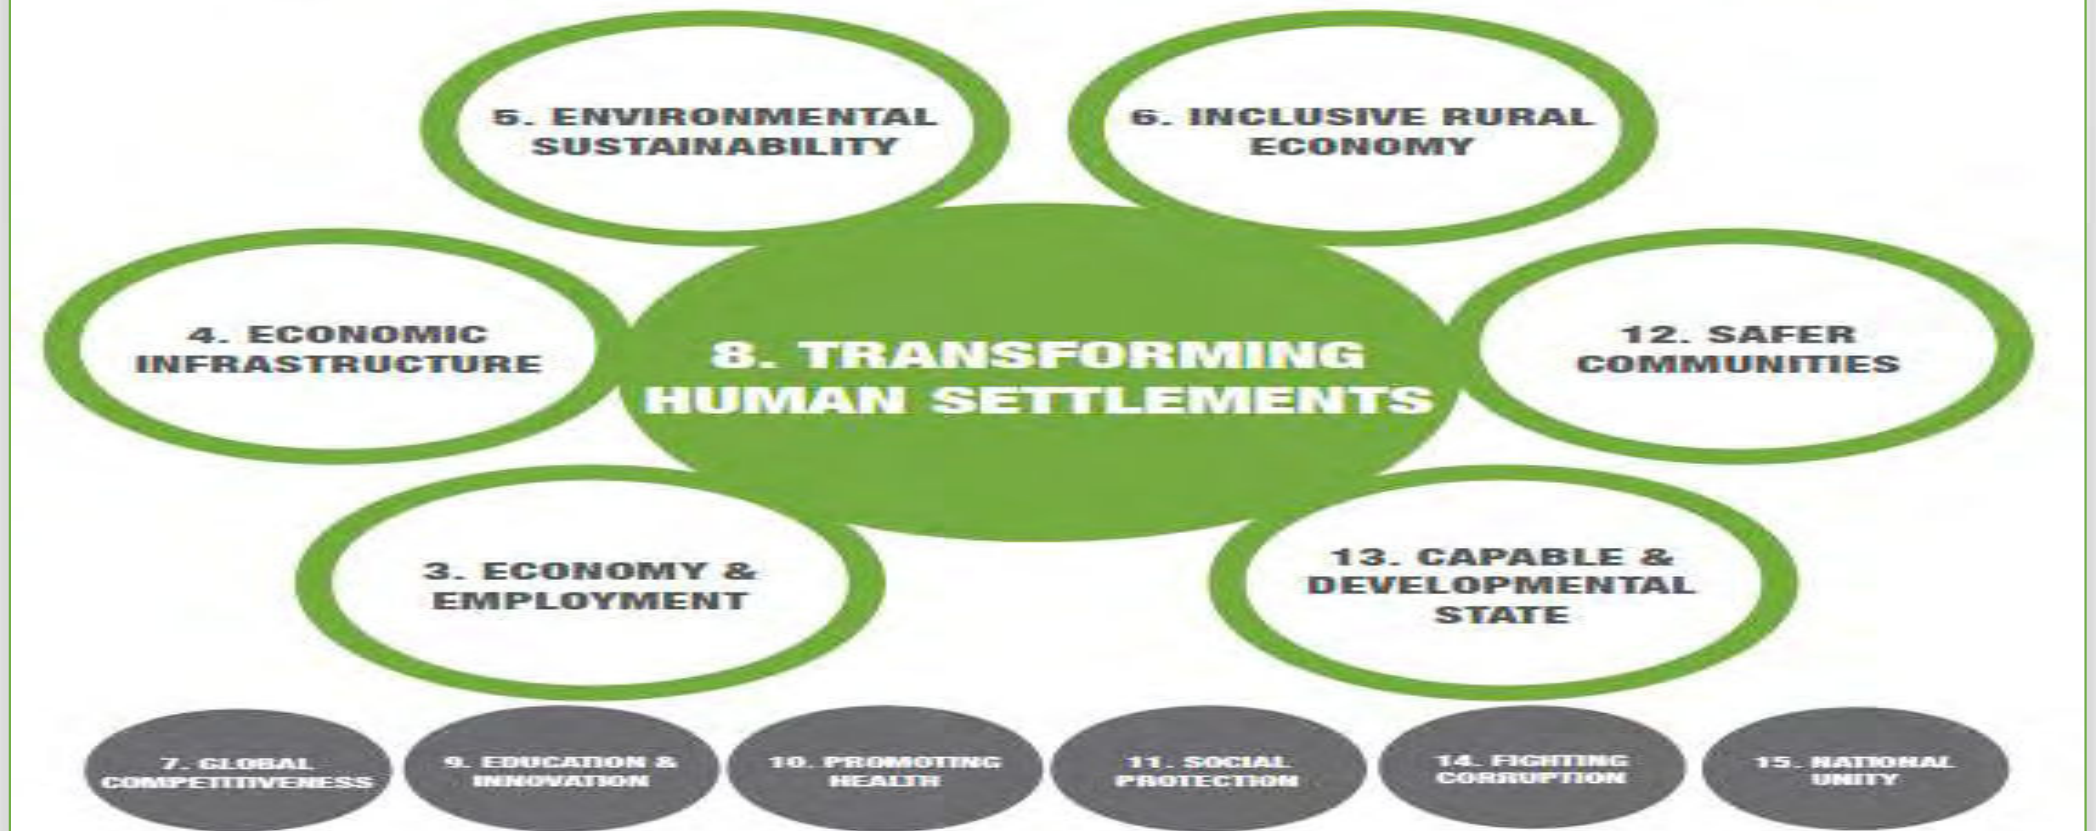 5. ENVIRONMENTAL
SUSTAINABILITY
6. INCLUSIVE RURAL
ECONOMY
4. ECONOMIC
INFRASTRUCTURE
8. TRANSFORMING
HUMAN SETTLEMENTS
12. SAFER
COMMUNITIES
3. ECONOMY &
EMPLOYMENT
13. CAPABLE &
DEVELOPMENTAL
STATE
7. GLOBAL
COMPETITIVENESS
9. EDUCATION &
INNOVATION
10. PROMOTING
HEALTH
11. SOCIAL
PROTECTION
14. FIGHTING
CORRUPTION
15. NATIONAL
UNITY